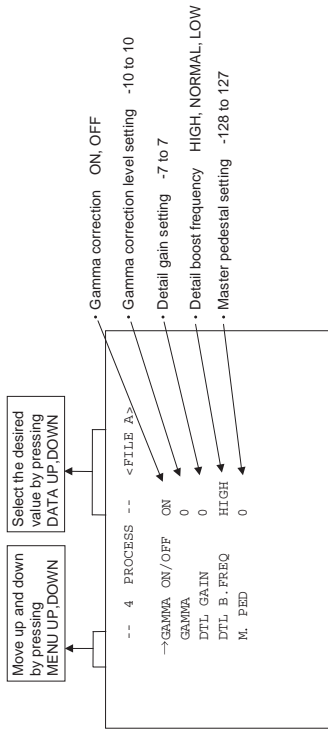 Move up and down
by pressing
MENU UP,DOWN
Select the desired
value by pressing
DATA UP,DOWN
-- 4 PROCESS -- <FILE A>
→GAMMA ON/OFF ON
GAMMA 0
DTL GAIN 0
DTL B.FREQ HIGH
M. PED 0
· Gamma correction ON, OFF
· Gamma correction level setting -10 to 10
· Detail gain setting -7 to 7
· Detail boost frequency HIGH, NORMAL, LOW
· Master pedestal setting -128 to 127